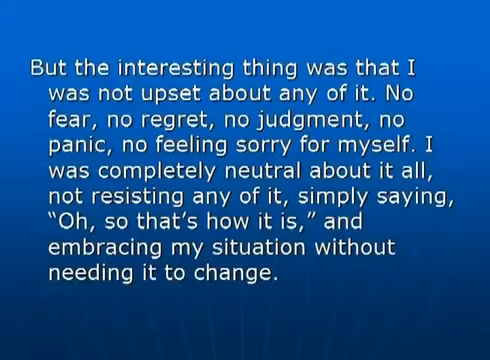 But the interesting thing was that I
was not upset about any of it. No
fear, no regret, no judgment, no
panic, no feeling sorry for myself. I
was completely neutral about it all,
not resisting any of it, simply saying,
“Oh, so that’s how it is,” and
embracing my situation without
needing it to change.